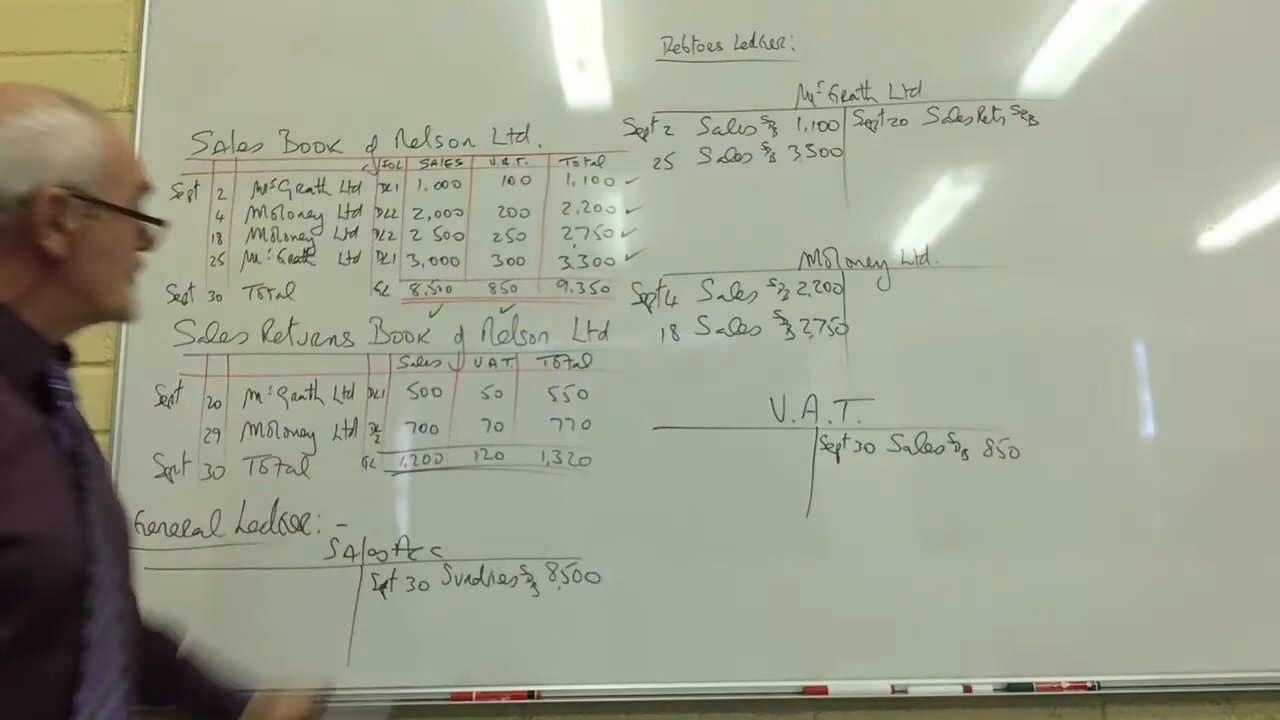 Debtors Ledger:
McGrath Ltd
Sept 2 Sales SB 1,100 Sept 20 Sales Rets SRB
25 Sales SB 3,300
Sales Book of Nelson Ltd.
FOL SALES V.A.T. Total
Sept 2 McGrath Ltd DL1 1,000 100 1,100 ✓
4 Moloney Ltd DL2 2,000 200 2,200 ✓
18 Moloney Ltd DL2 2 500 250 2750 ✓
25 McGrath Ltd DL1 3,000 300 3,300 ✓
Sept 30 Total GL 8,500 850 9,350
✓ ✓
Moloney Ltd.
Sept 4 Sales SB 2,200
18 Sales SB 2,750
Sales Returns Book of Nelson Ltd
Sales V.A.T. Total
Sept 20 McGrath Ltd DL1 500 50 550
29 Moloney Ltd DL2 700 70 770
Sept 30 Total GL 1,200 120 1,320
V.A.T.
Sept 30 Sales SB 850
General Ledger: -
Sales Acc
Sept 30 Sundries SB 8,500